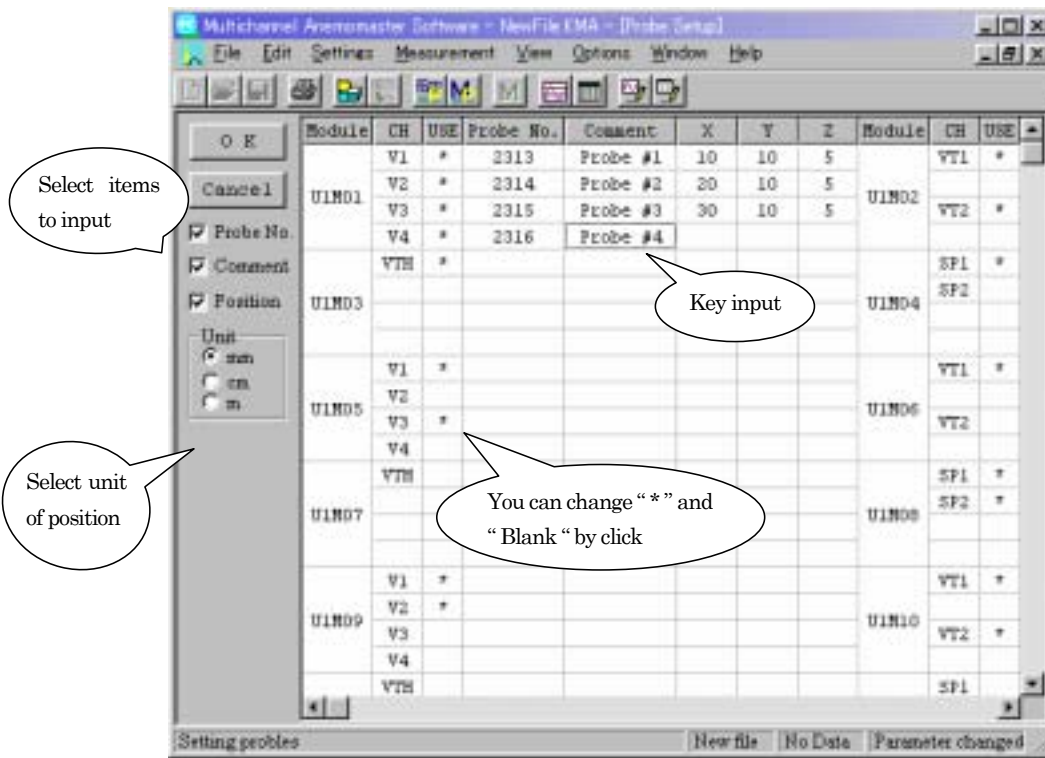 Multichannel Anemomaster Software - NewFile.KMA - [Probe Setup]
File Edit Settings Measurement View Options Window Help
O K
Cancel
Probe No.
Comment
Position
Unit
mm
cm
m
Select items
to input
Select unit
of position
Module CH USE Probe No. Comment X Y Z Module CH USE
U1M01 V1 * 2313 Probe #1 10 10 5 U1M02 VT1 *
V2 * 2314 Probe #2 20 10 5
V3 * 2315 Probe #3 30 10 5 VT2 *
V4 * 2316 Probe #4
U1M03 VTH * U1M04 SP1 *
SP2
Key input
U1M05 V1 * U1M06 VT1 *
V2
V3 * VT2
V4
U1M07 VTH U1M08 SP1 *
SP2 *
You can change “ * ” and
“ Blank “ by click
U1M09 V1 * U1M10 VT1 *
V2 *
V3 VT2 *
V4
VTH SP1
Setting probles New file No Data Parameter changed